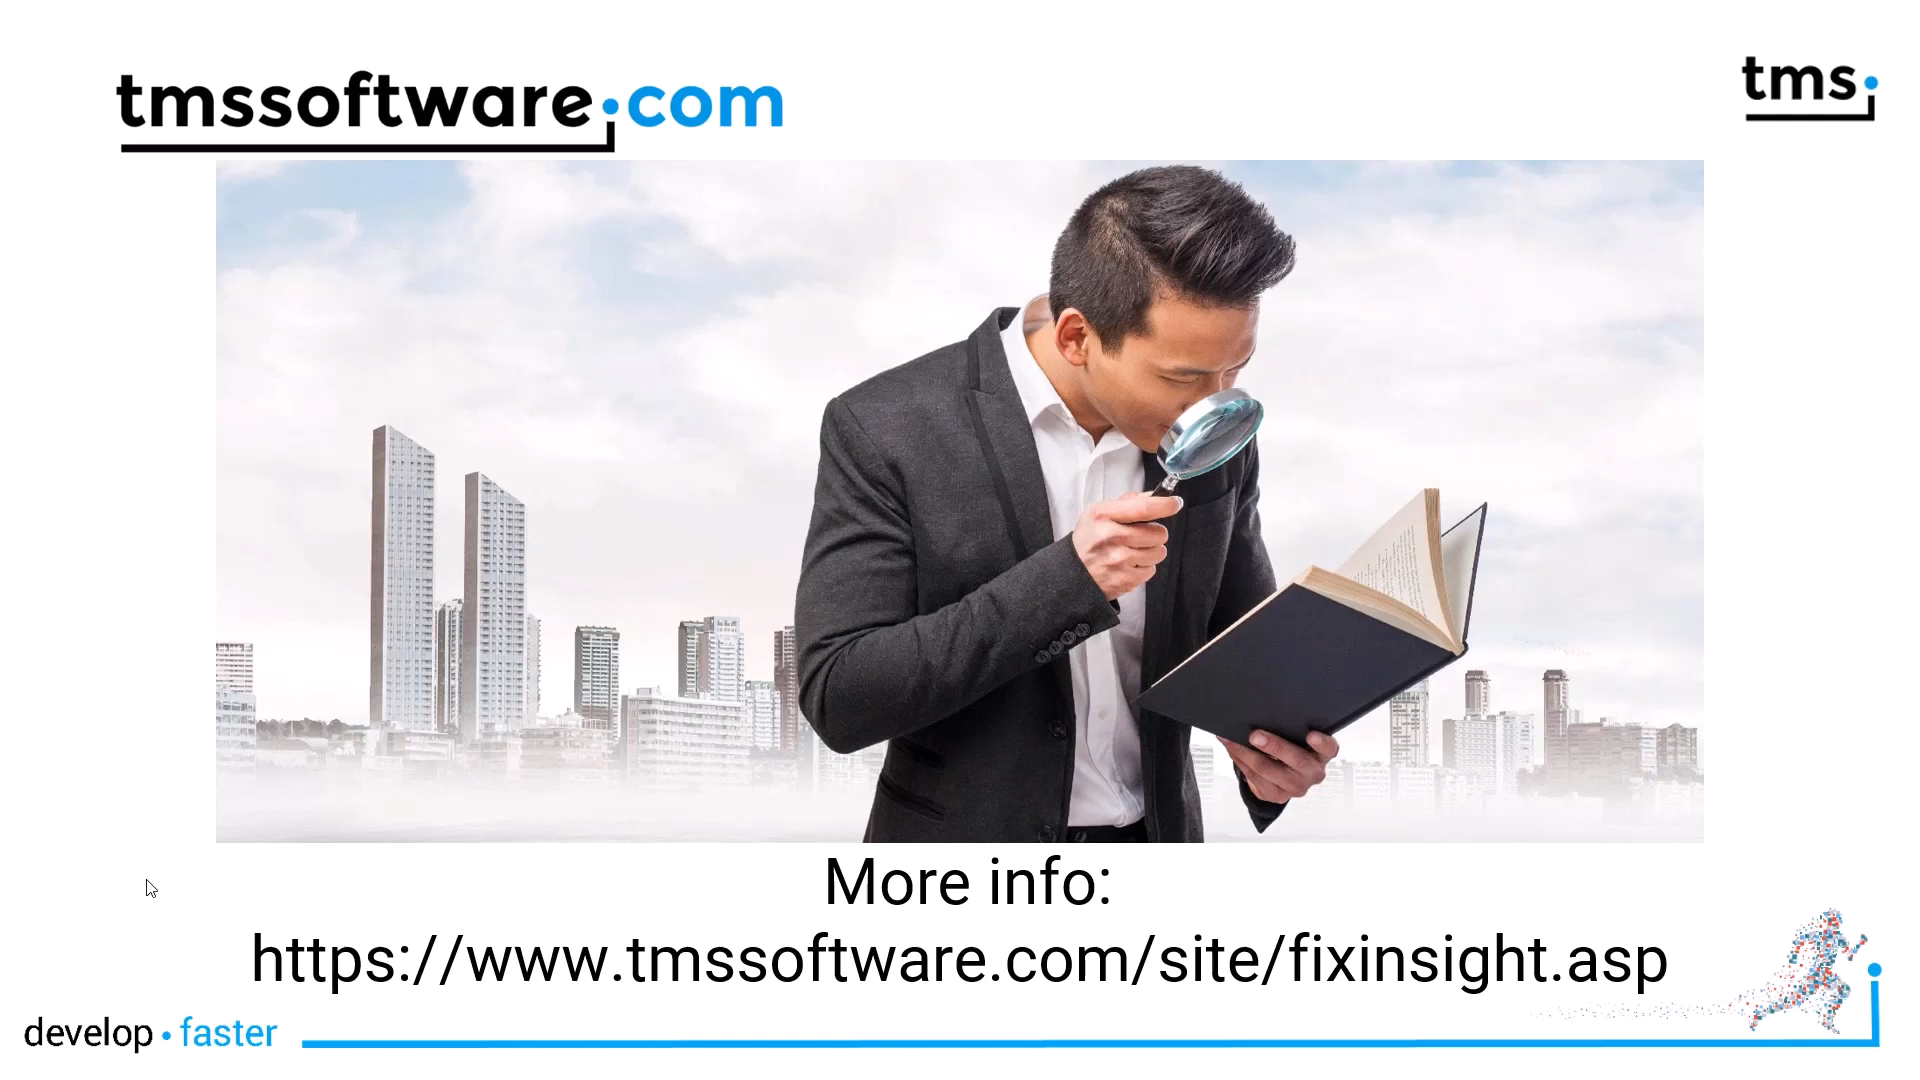 tmssoftware.com
tms
More info:
https://www.tmssoftware.com/site/fixinsight.asp
develop • faster